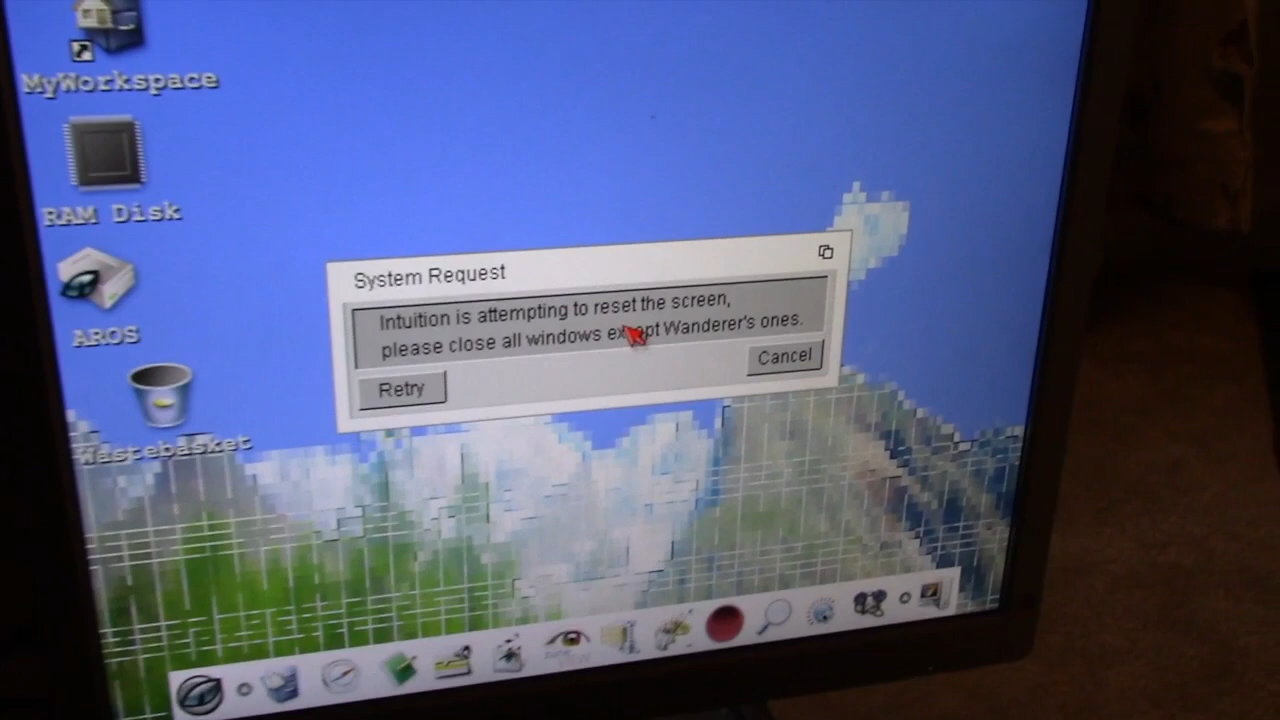 MyWorkspace
RAM Disk
AROS
Wastebasket
System Request
Intuition is attempting to reset the screen,
please close all windows except Wanderer's ones.
Retry
Cancel